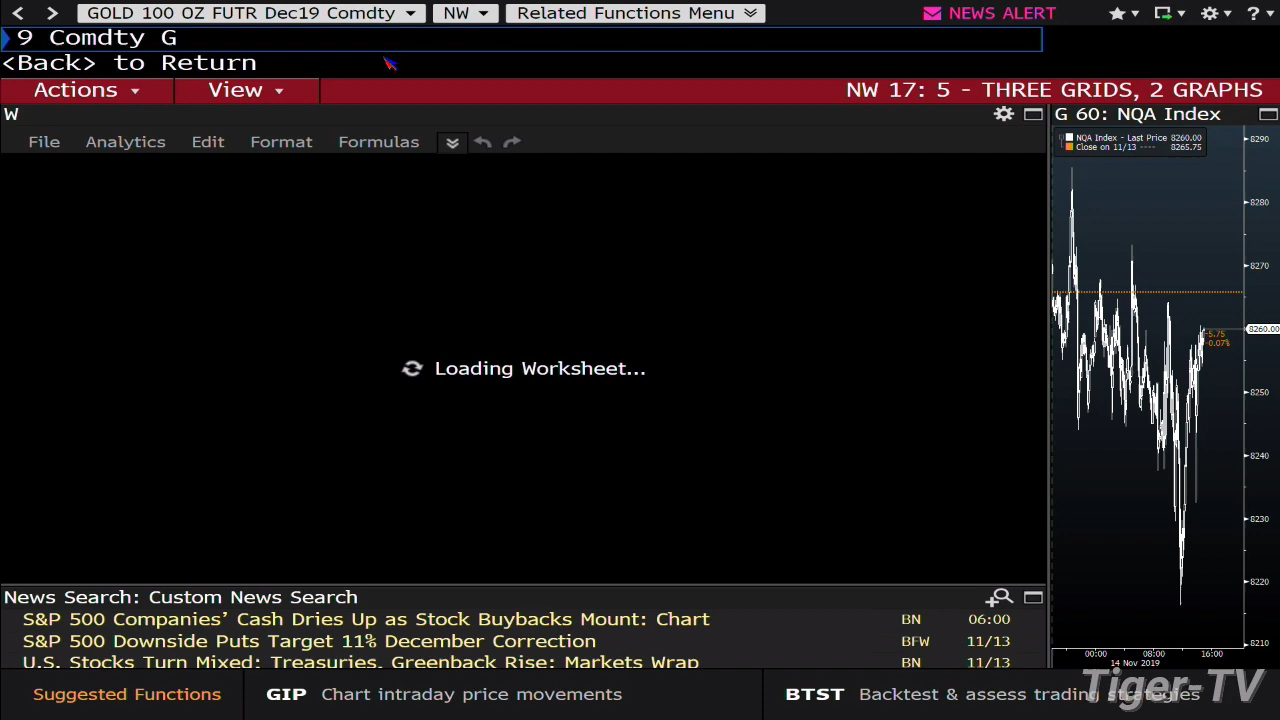 GOLD 100 OZ FUTR Dec19 Comdty NW Related Functions Menu NEWS ALERT
9 Comdty G
<Back> to Return
Actions View NW 17: 5 - THREE GRIDS, 2 GRAPHS
W
G 60: NQA Index
File Analytics Edit Format Formulas
NQA Index - Last Price 8260.00
Close on 11/13 ---- 8265.75
8290
8280
8270
8260.00
-5.75
-0.07%
8250
8240
8230
8220
8210
00:00 08:00 16:00
14 Nov 2019
Loading Worksheet...
News Search: Custom News Search
S&P 500 Companies’ Cash Dries Up as Stock Buybacks Mount: Chart BN 06:00
S&P 500 Downside Puts Target 11% December Correction BFW 11/13
U.S. Stocks Turn Mixed; Treasuries, Greenback Rise: Markets Wrap BN 11/13
Suggested Functions GIP Chart intraday price movements BTST Backtest & assess trading strategies
Tiger-TV